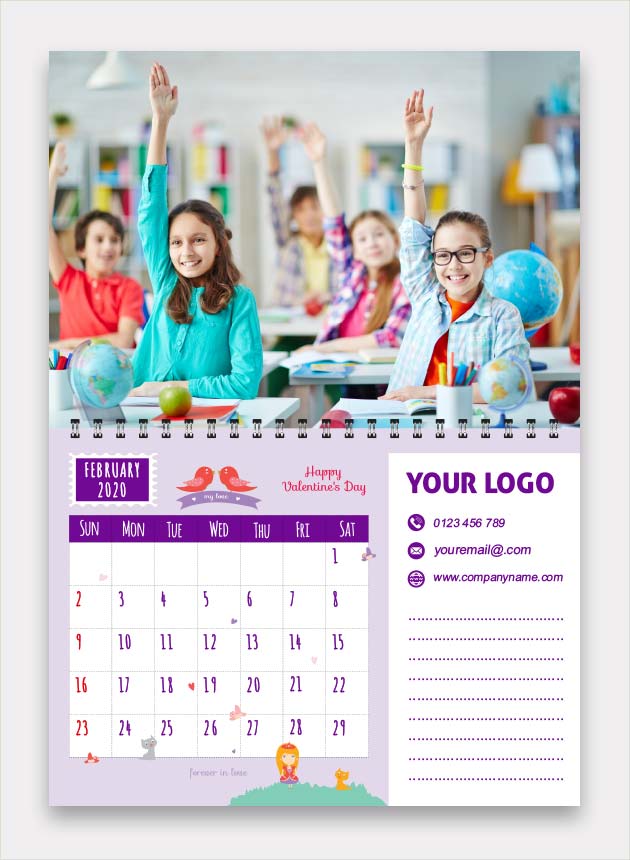 FEBRUARY
2020
my love
Happy
Valentine's Day
SUN MON TUE WED THU FRI SAT
1
2 3 4 5 6 7 8
9 10 11 12 13 14 15
16 17 18 19 20 21 22
23 24 25 26 27 28 29
forever in love
YOUR LOGO
0123 456 789
youremail@.com
www.companyname.com